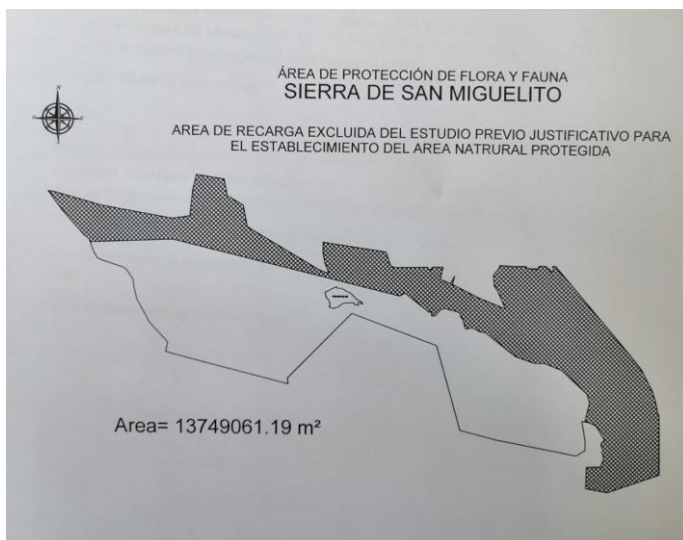 ÁREA DE PROTECCIÓN DE FLORA Y FAUNA
SIERRA DE SAN MIGUELITO
AREA DE RECARGA EXCLUIDA DEL ESTUDIO PREVIO JUSTIFICATIVO PARA
EL ESTABLECIMIENTO DEL AREA NATRURAL PROTEGIDA
N
Area= 13749061.19 m²